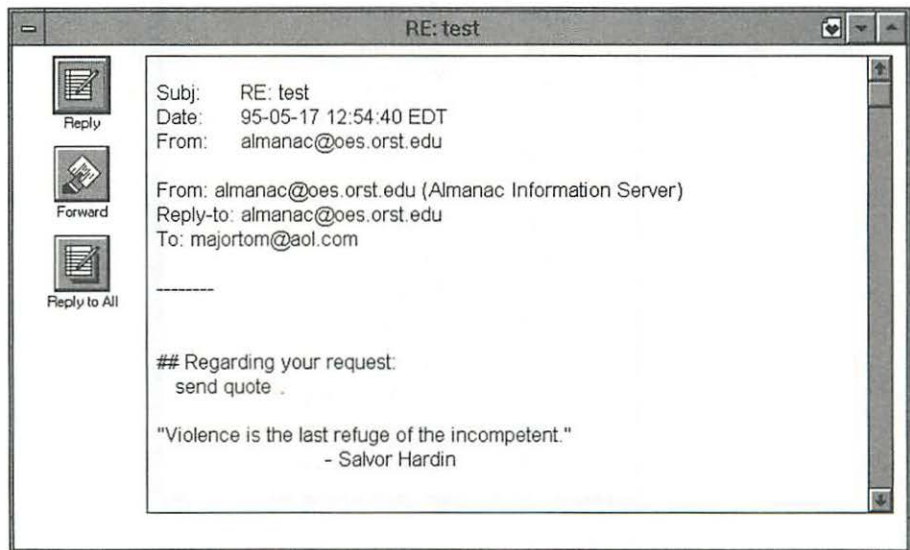 RE: test
Reply
Forward
Reply to All
Subj: RE: test
Date: 95-05-17 12:54:40 EDT
From: almanac@oes.orst.edu
From: almanac@oes.orst.edu (Almanac Information Server)
Reply-to: almanac@oes.orst.edu
To: majortom@aol.com
--------
## Regarding your request:
send quote .
"Violence is the last refuge of the incompetent."
- Salvor Hardin